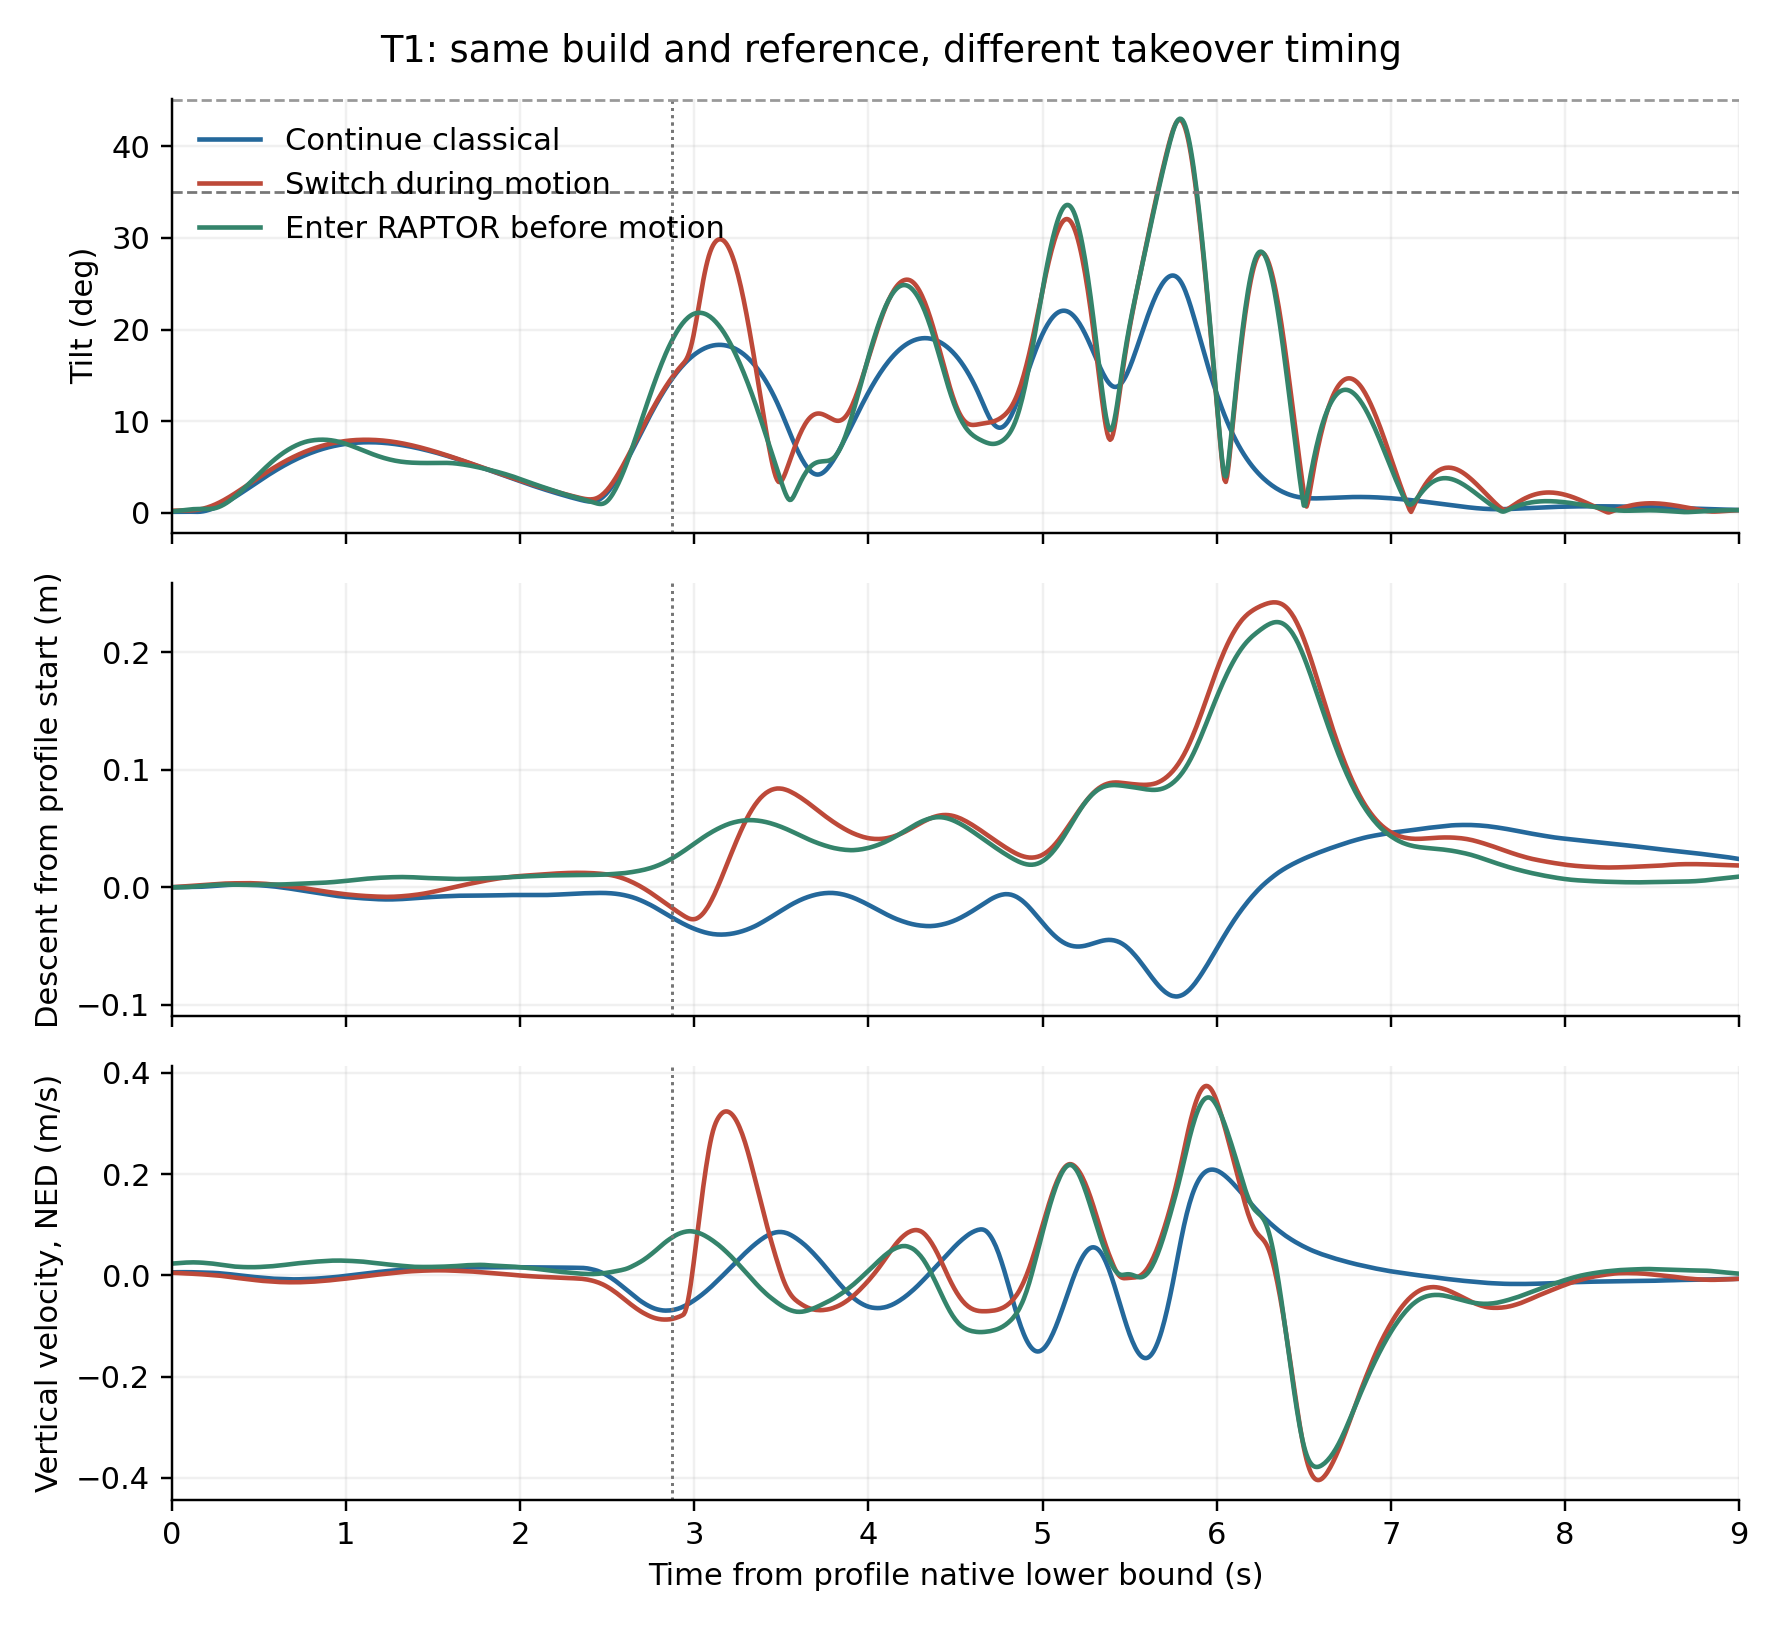 T1: same build and reference, different takeover timing
Tilt (deg)
40
30
20
10
0
Continue classical
Switch during motion
Enter RAPTOR before motion
Descent from profile start (m)
0.2
0.1
0.0
−0.1
Vertical velocity, NED (m/s)
0.4
0.2
0.0
−0.2
−0.4
0 1 2 3 4 5 6 7 8 9
Time from profile native lower bound (s)